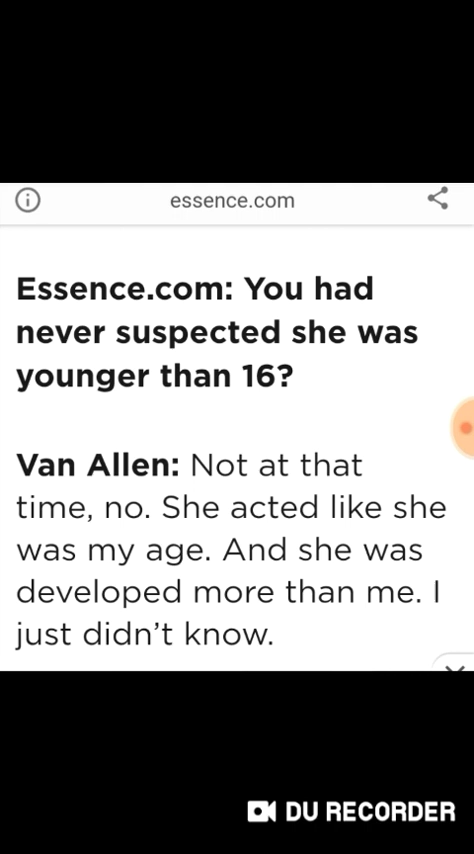 essence.com
Essence.com: You had
never suspected she was
younger than 16?
Van Allen: Not at that
time, no. She acted like she
was my age. And she was
developed more than me. I
just didn't know.
DU RECORDER